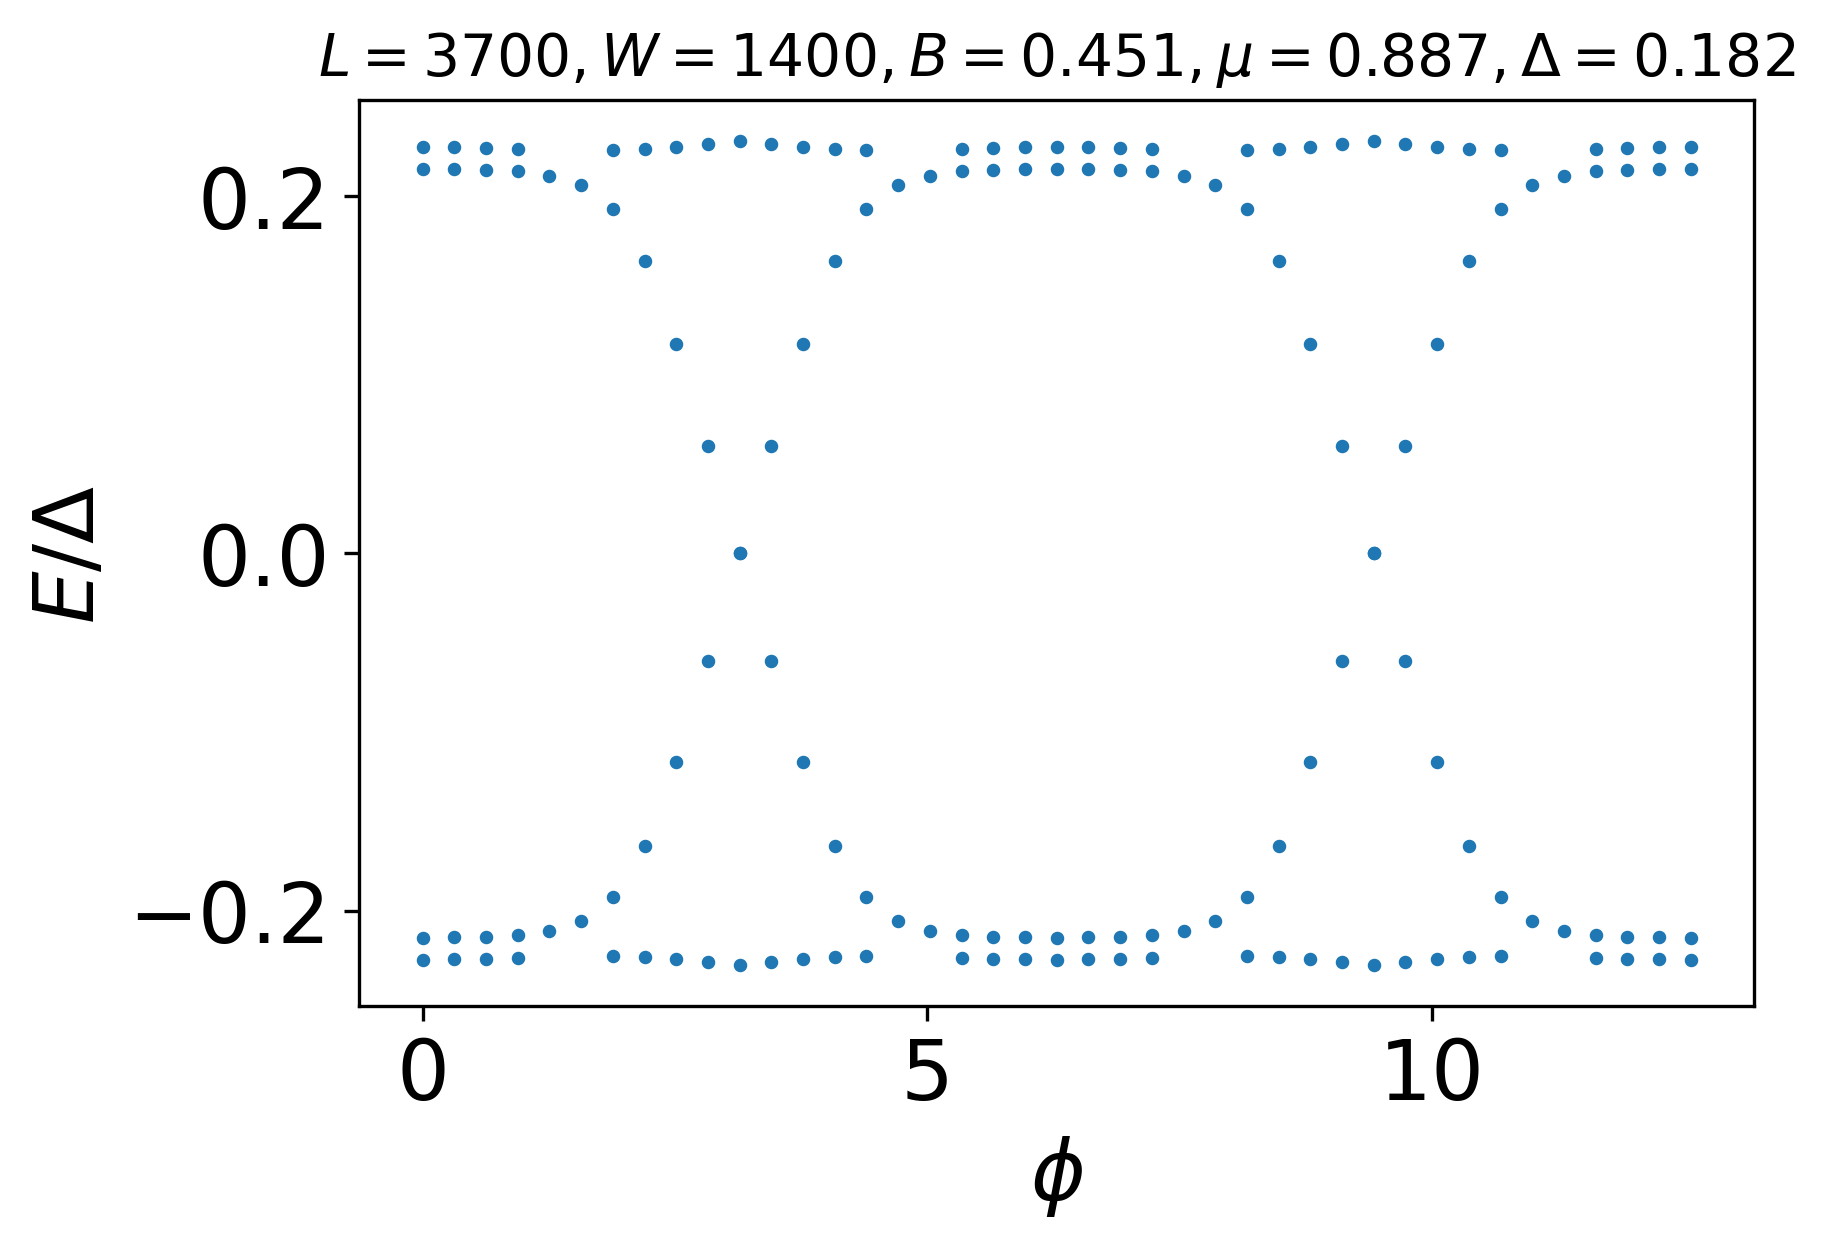 L = 3700, W = 1400, B = 0.451, μ = 0.887, Δ = 0.182
E/Δ
0.2
0.0
−0.2
0 5 10
ϕ